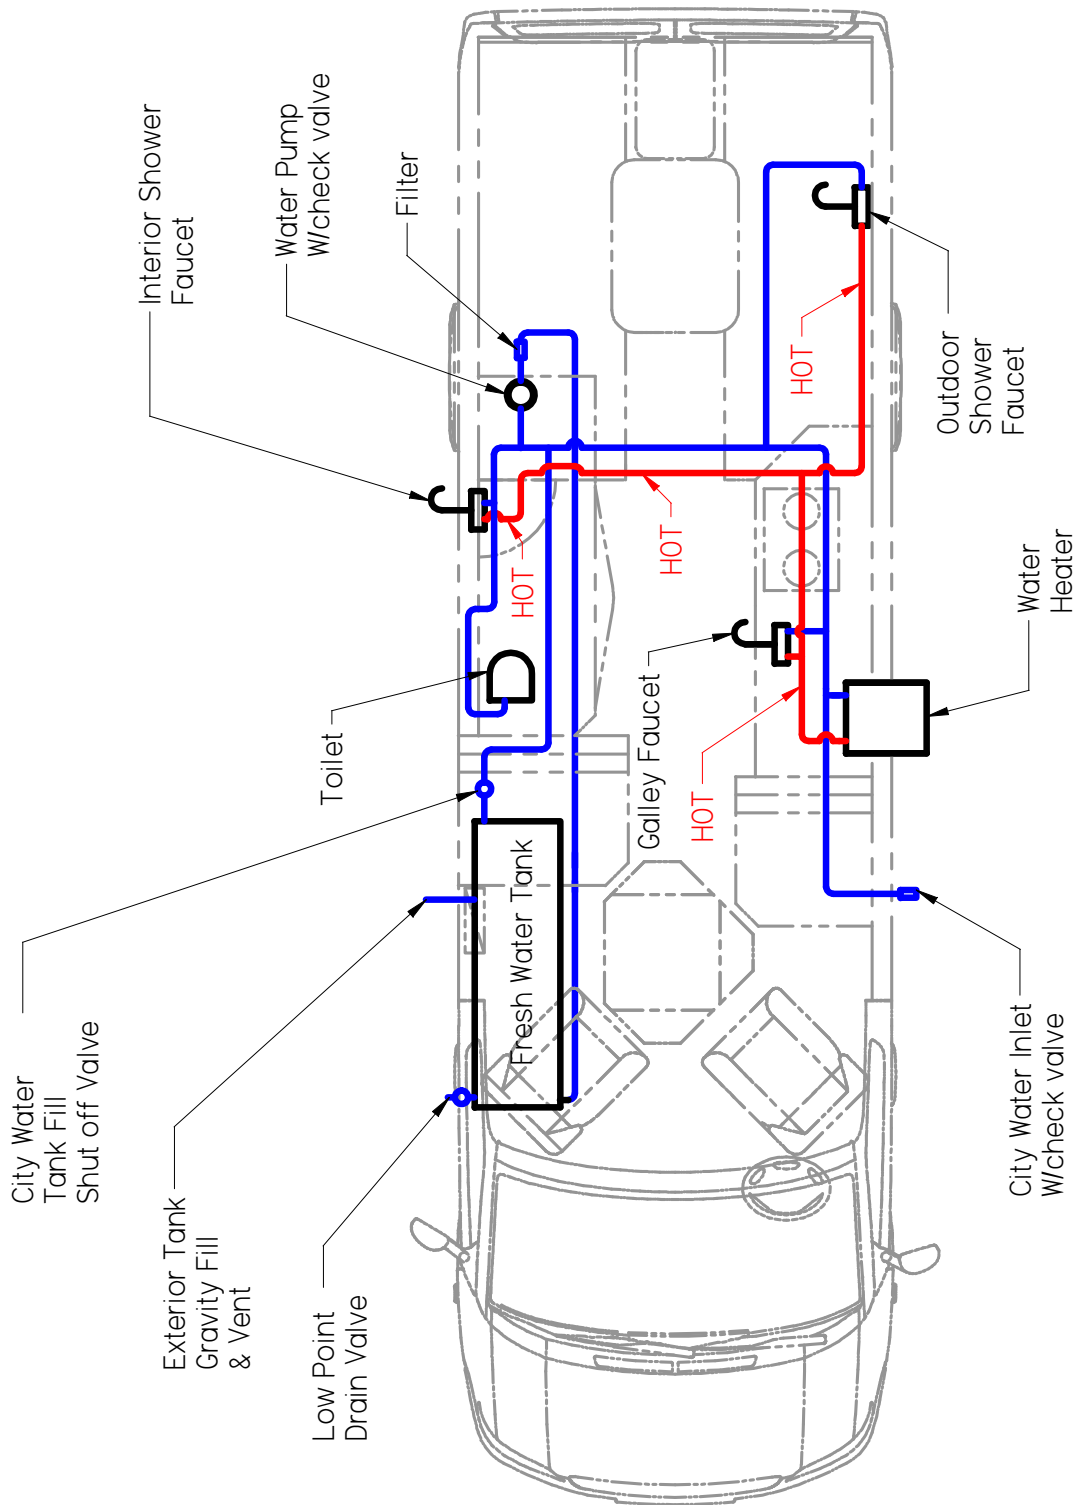 City Water
Tank Fill
Shut off Valve
Exterior Tank
Gravity Fill
& Vent
Low Point
Drain Valve
Interior Shower
Faucet
Water Pump
W/check valve
Filter
Toilet
Fresh Water Tank
HOT
HOT
Galley Faucet
HOT
HOT
Outdoor
Shower
Faucet
Water
Heater
City Water Inlet
W/check valve